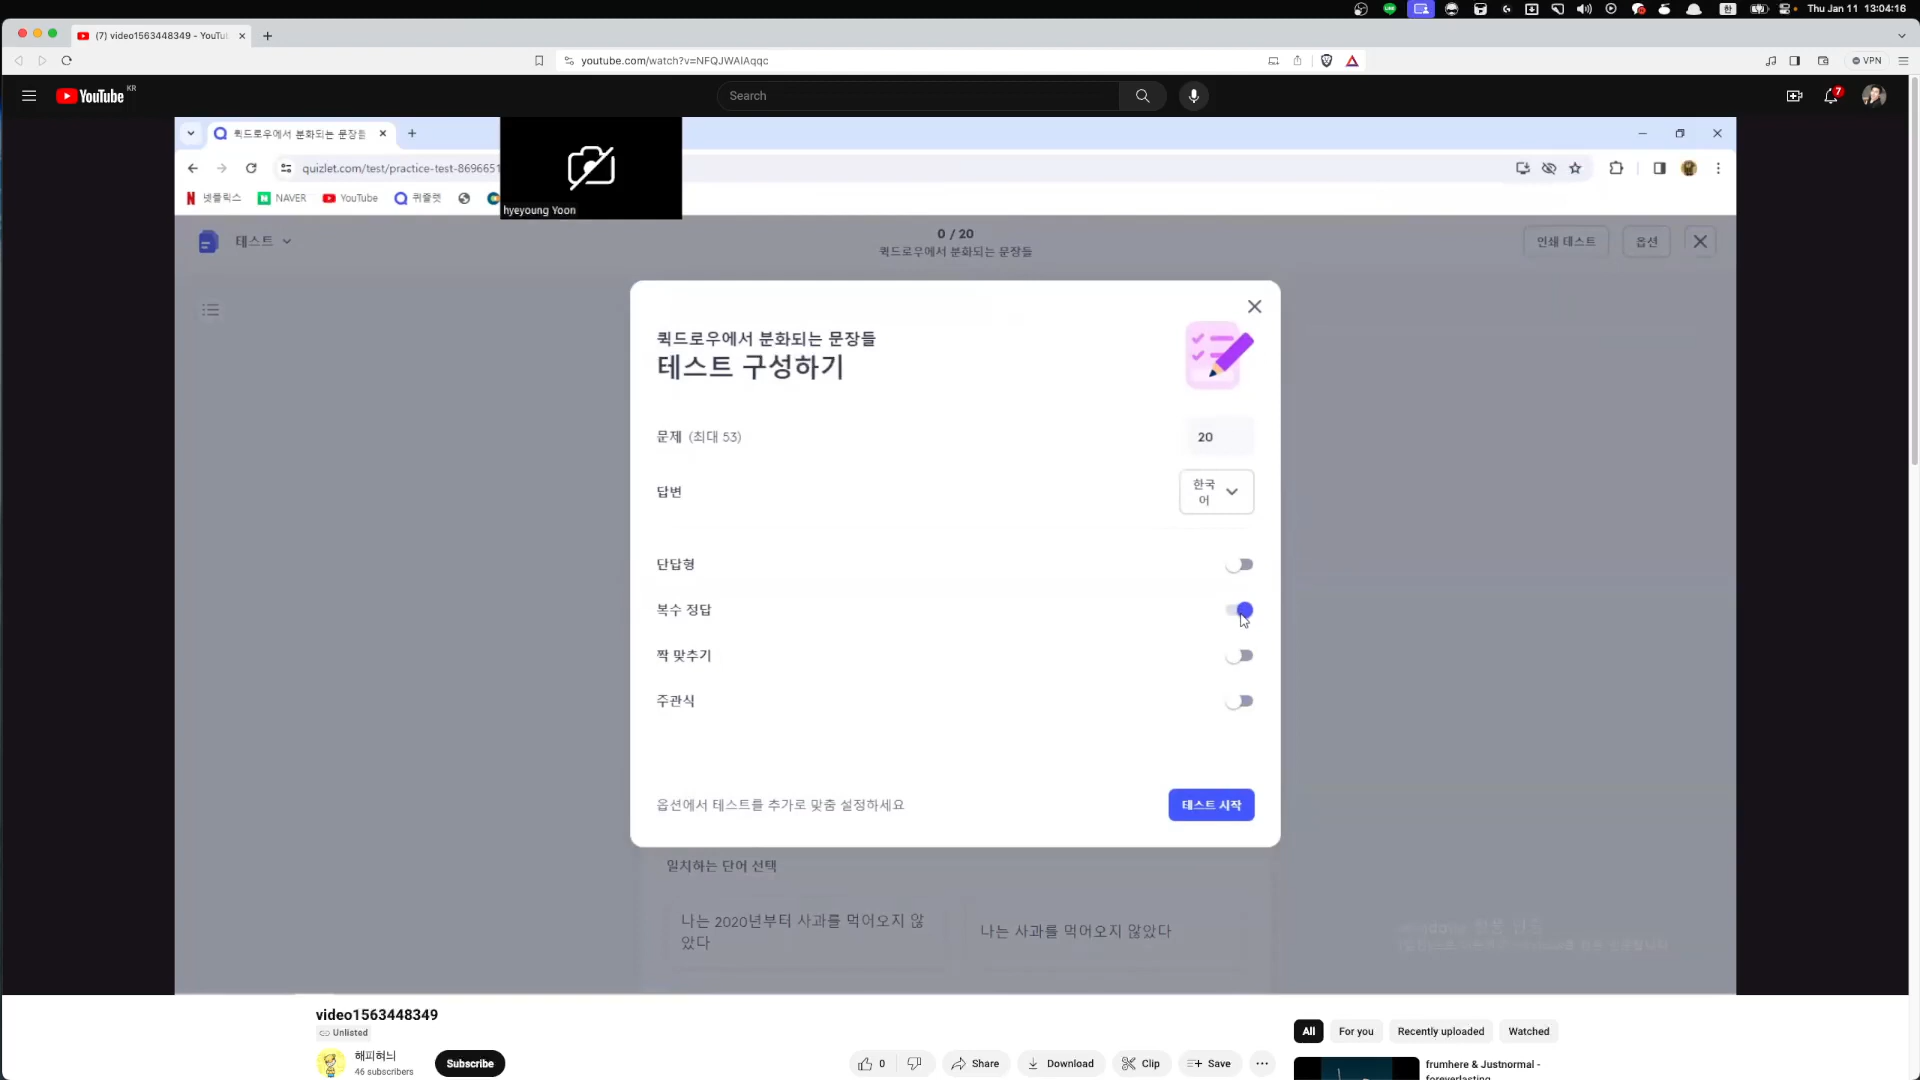 Thu Jan 11 13:04:16
(7) video1563448349 - YouTu
youtube.com/watch?v=NFQJWAlAqqc
VPN
YouTube KR
Search
7
퀵드로우에서 분화되는 문장들
quizlet.com/test/practice-test-8696651
넷플릭스
NAVER
YouTube
퀴즐렛
hyeyoung Yoon
테스트
0 / 20
퀵드로우에서 분화되는 문장들
인쇄 테스트
옵션
퀵드로우에서 분화되는 문장들
테스트 구성하기
문제 (최대 53)
20
답변
한국
어
단답형
복수 정답
짝 맞추기
주관식
옵션에서 테스트를 추가로 맞춤 설정하세요
테스트 시작
일치하는 단어 선택
나는 2020년부터 사과를 먹어오지 않
았다
나는 사과를 먹어오지 않았다
video1563448349
Unlisted
해피혀늬
46 subscribers
Subscribe
0
Share
Download
Clip
Save
All
For you
Recently uploaded
Watched
frumhere & Justnormal -
foreverlasting